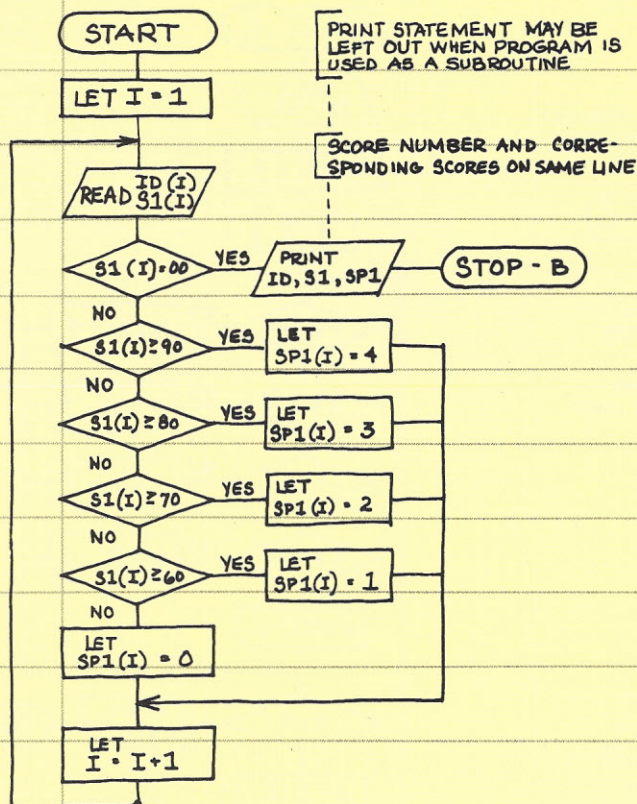 START
PRINT STATEMENT MAY BE
LEFT OUT WHEN PROGRAM IS
USED AS A SUBROUTINE
LET I = 1
SCORE NUMBER AND CORRE-
SPONDING SCORES ON SAME LINE
READ ID(I)
S1(I)
S1(I)=00
YES
PRINT
ID, S1, SP1
STOP - B
NO
S1(I)≥90
YES
LET
SP1(I) = 4
NO
S1(I)≥80
YES
LET
SP1(I) = 3
NO
S1(I)≥70
YES
LET
SP1(I) = 2
NO
S1(I)≥60
YES
LET
SP1(I) = 1
NO
LET
SP1(I) = 0
LET
I = I+1